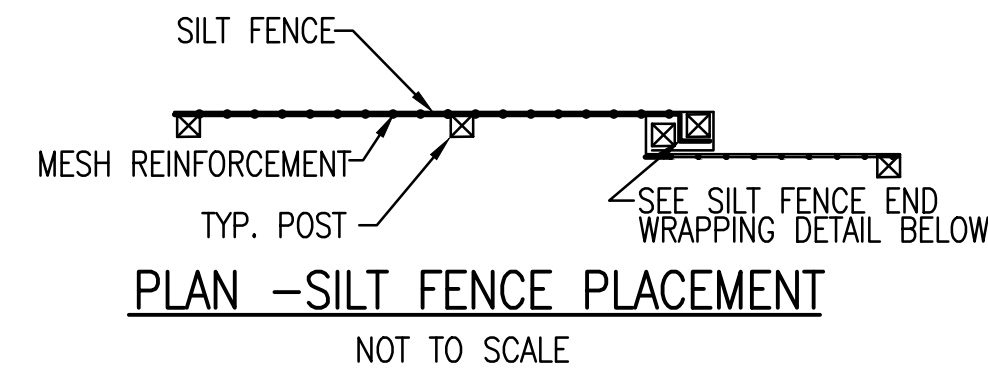 SILT FENCE
MESH REINFORCEMENT
TYP. POST
SEE SILT FENCE END
WRAPPING DETAIL BELOW
PLAN -SILT FENCE PLACEMENT
NOT TO SCALE